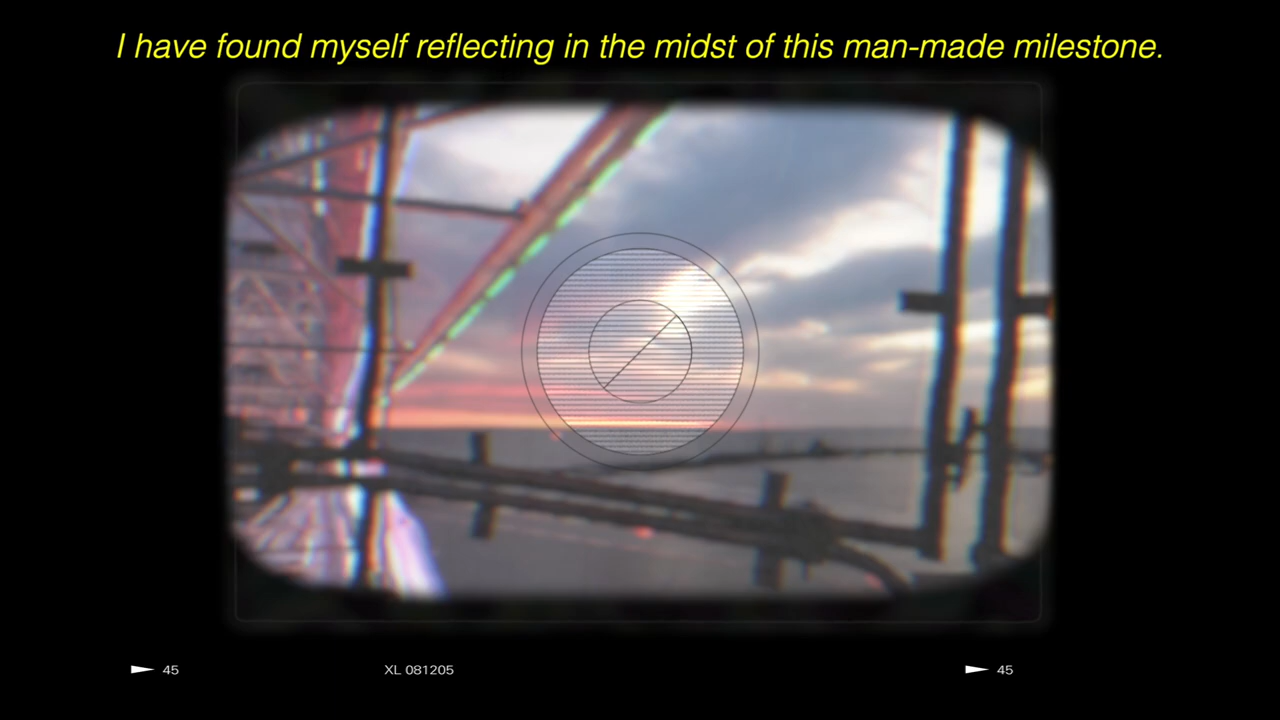 I have found myself reflecting in the midst of this man-made milestone.
45 XL 081205 45